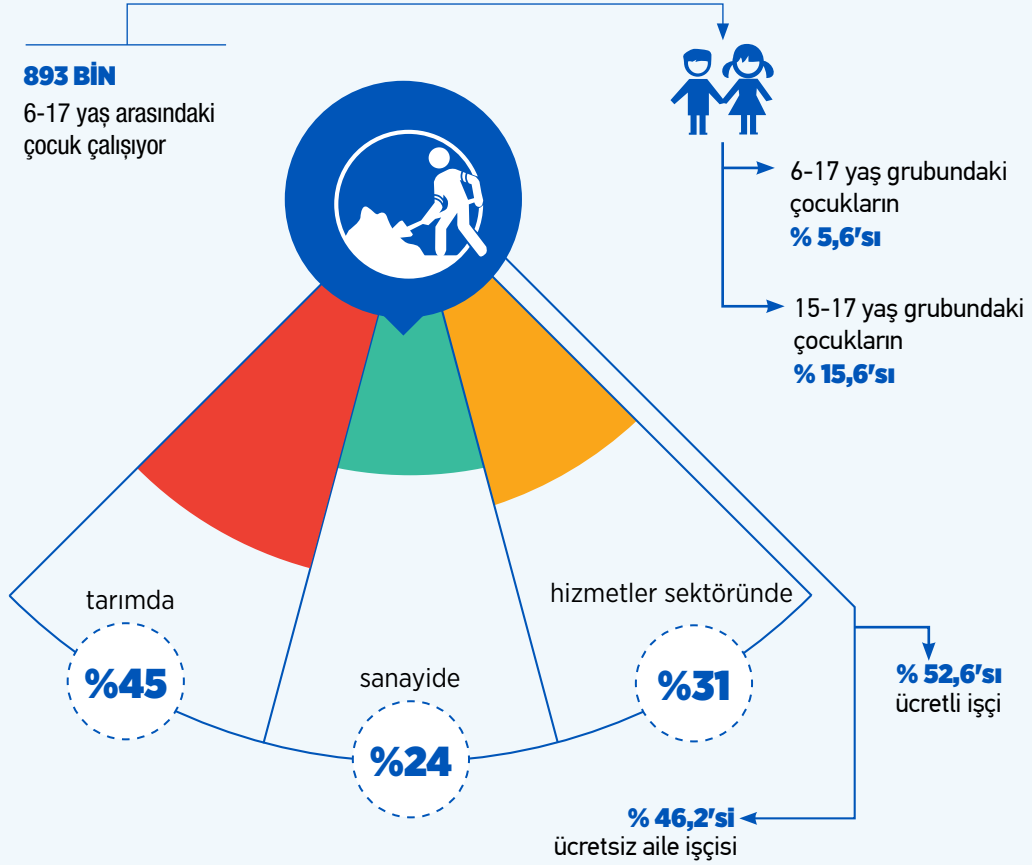 893 BİN
6-17 yaş arasındaki
çocuk çalışıyor
6-17 yaş grubundaki
çocukların
% 5,6'sı
15-17 yaş grubundaki
çocukların
% 15,6'sı
tarımda
%45
sanayide
%24
hizmetler sektöründe
%31
% 52,6'sı
ücretli işçi
% 46,2'si
ücretsiz aile işçisi